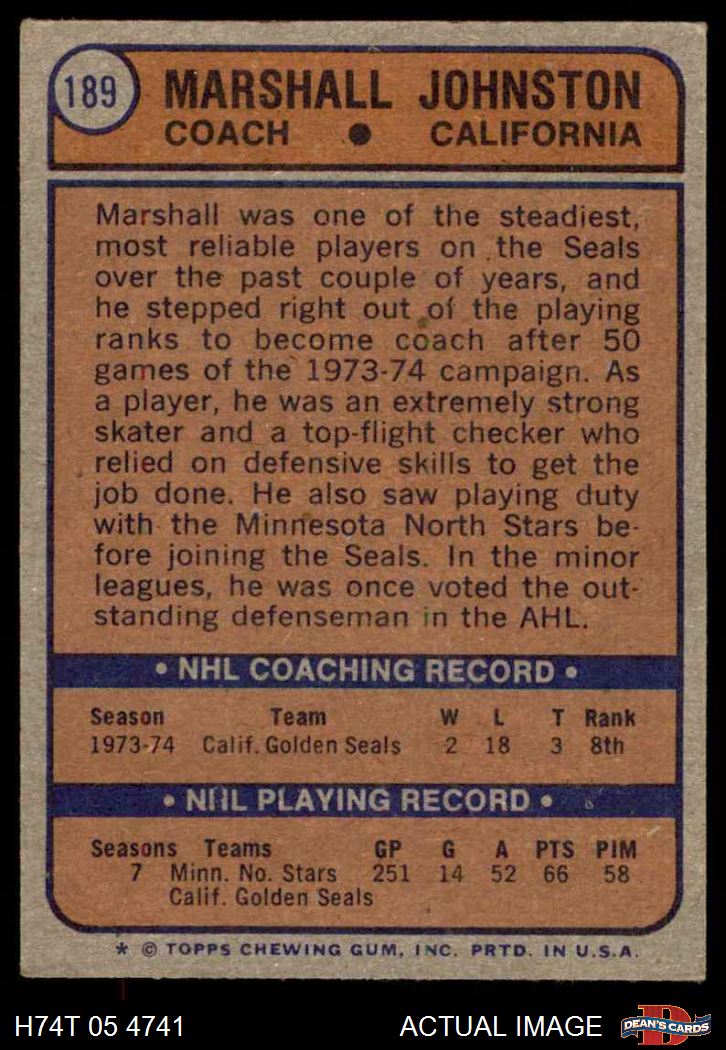 189
MARSHALL JOHNSTON
COACH • CALIFORNIA
Marshall was one of the steadiest,
most reliable players on the Seals
over the past couple of years, and
he stepped right out of the playing
ranks to become coach after 50
games of the 1973-74 campaign. As
a player, he was an extremely strong
skater and a top-flight checker who
relied on defensive skills to get the
job done. He also saw playing duty
with the Minnesota North Stars be-
fore joining the Seals. In the minor
leagues, he was once voted the out-
standing defenseman in the AHL.
• NHL COACHING RECORD •
Season Team W L T Rank
1973-74 Calif. Golden Seals 2 18 3 8th
• NHL PLAYING RECORD •
Seasons Teams GP G A PTS PIM
7 Minn. No. Stars 251 14 52 66 58
Calif. Golden Seals
* © TOPPS CHEWING GUM, INC. PRTD. IN U.S.A.
H74T 05 4741 ACTUAL IMAGE DEAN'S CARDS